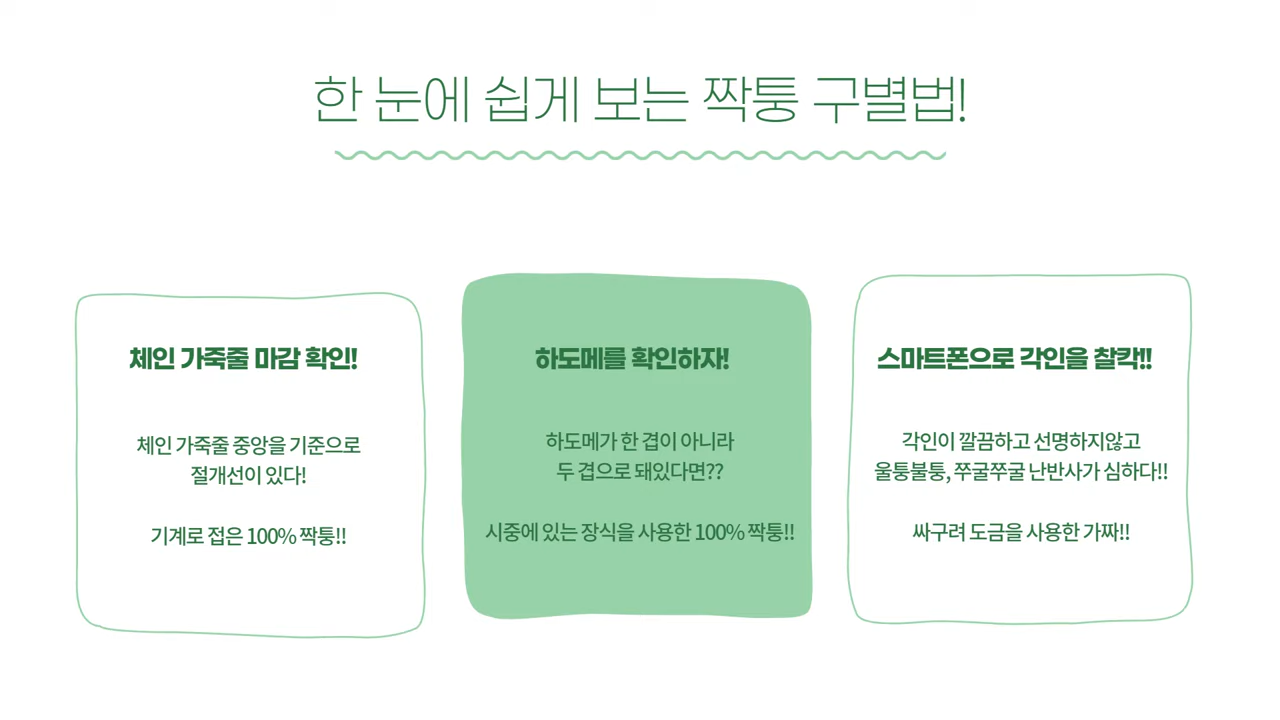 한 눈에 쉽게 보는 짝퉁 구별법!
체인 가죽줄 마감 확인!
체인 가죽줄 중앙을 기준으로
절개선이 있다!
기계로 접은 100% 짝퉁!!
하도메를 확인하자!
하도메가 한 겹이 아니라
두 겹으로 돼있다면??
시중에 있는 장식을 사용한 100% 짝퉁!!
스마트폰으로 각인을 찰칵!!
각인이 깔끔하고 선명하지않고
울퉁불퉁, 쭈굴쭈굴 난반사가 심하다!!
싸구려 도금을 사용한 가짜!!